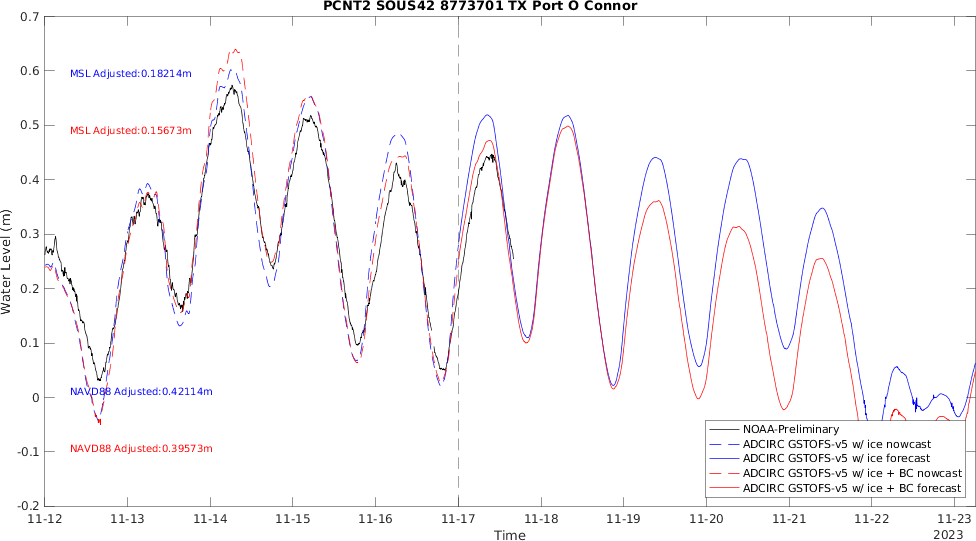 PCNT2 SOUS42 8773701 TX Port O Connor
0.7
0.6
0.5
0.4
0.3
0.2
0.1
0
-0.1
-0.2
Water Level (m)
MSL Adjusted:0.18214m
MSL Adjusted:0.15673m
NAVD88 Adjusted:0.42114m
NAVD88 Adjusted:0.39573m
NOAA-Preliminary
ADCIRC GSTOFS-v5 w/ ice nowcast
ADCIRC GSTOFS-v5 w/ ice forecast
ADCIRC GSTOFS-v5 w/ ice + BC nowcast
ADCIRC GSTOFS-v5 w/ ice + BC forecast
11-12 11-13 11-14 11-15 11-16 11-17 11-18 11-19 11-20 11-21 11-22 11-23
2023
Time